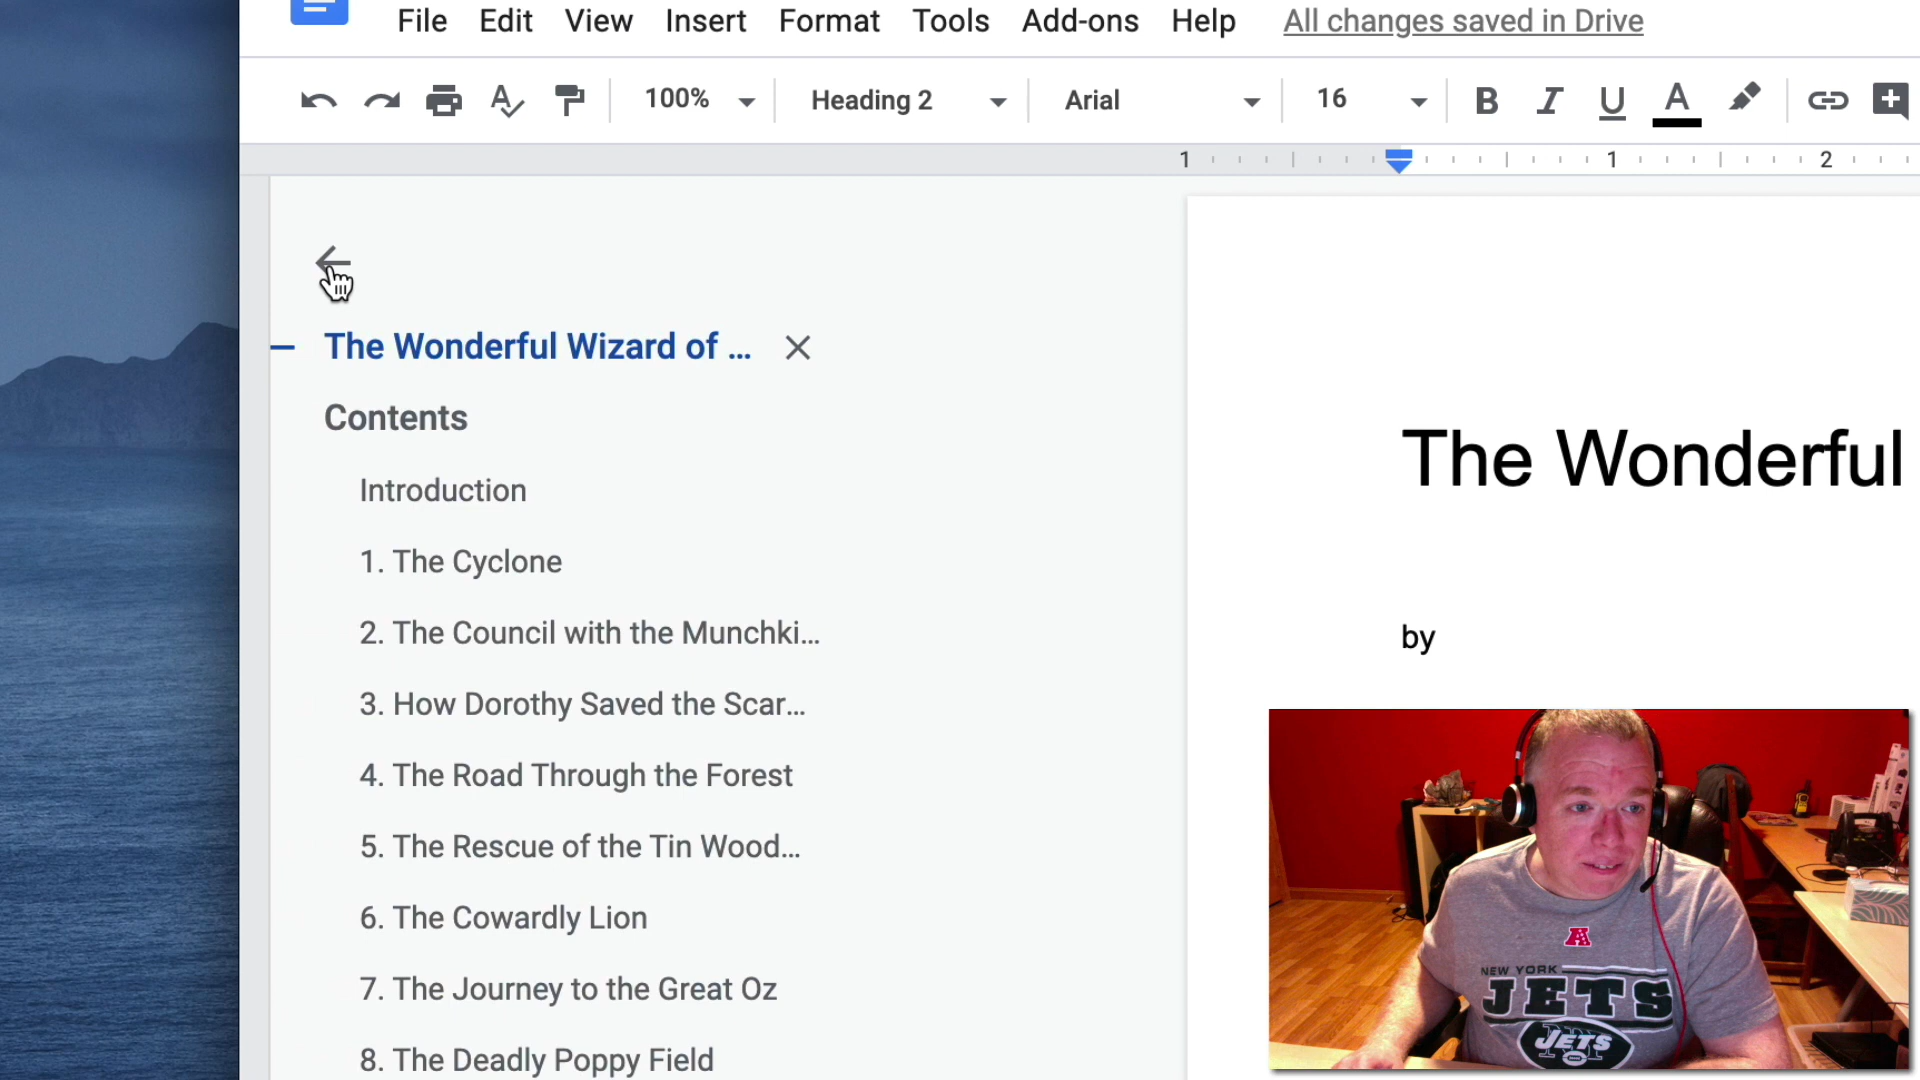 File Edit View Insert Format Tools Add-ons Help All changes saved in Drive
100% Heading 2 Arial 16 B I U A
1 1 2
The Wonderful Wizard of ...
Contents
Introduction
1. The Cyclone
2. The Council with the Munchki...
3. How Dorothy Saved the Scar...
4. The Road Through the Forest
5. The Rescue of the Tin Wood...
6. The Cowardly Lion
7. The Journey to the Great Oz
8. The Deadly Poppy Field
The Wonderful
by
NEW YORK
JETS
JETS